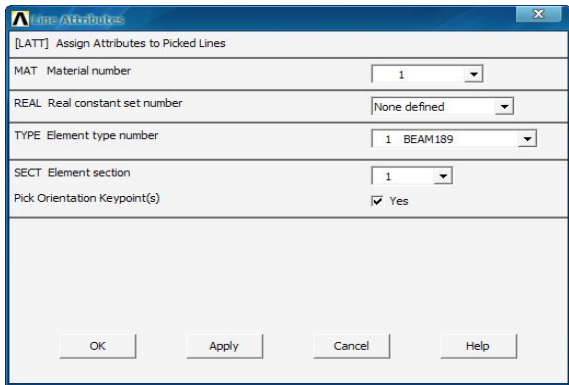 Line Attributes
[LATT] Assign Attributes to Picked Lines
MAT Material number 1
REAL Real constant set number None defined
TYPE Element type number 1 BEAM189
SECT Element section 1
Pick Orientation Keypoint(s) Yes
OK Apply Cancel Help